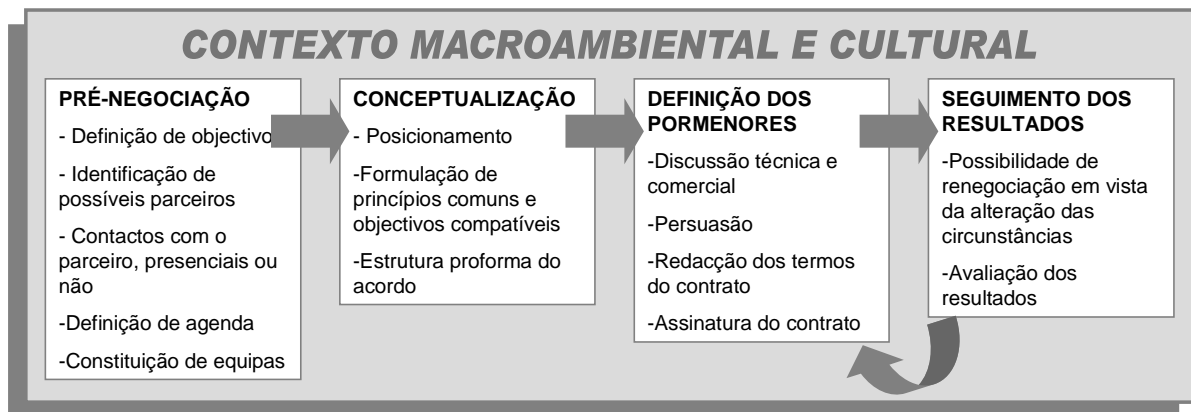 CONTEXTO MACROAMBIENTAL E CULTURAL
PRÉ-NEGOCIAÇÃO
- Definição de objectivo
- Identificação de
possíveis parceiros
- Contactos com o
parceiro, presenciais ou
não
-Definição de agenda
-Constituição de equipas
CONCEPTUALIZAÇÃO
- Posicionamento
-Formulação de
princípios comuns e
objectivos compatíveis
-Estrutura proforma do
acordo
DEFINIÇÃO DOS
PORMENORES
-Discussão técnica e
comercial
-Persuasão
-Redacção dos termos
do contrato
-Assinatura do contrato
SEGUIMENTO DOS
RESULTADOS
-Possibilidade de
renegociação em vista
da alteração das
circunstâncias
-Avaliação dos
resultados